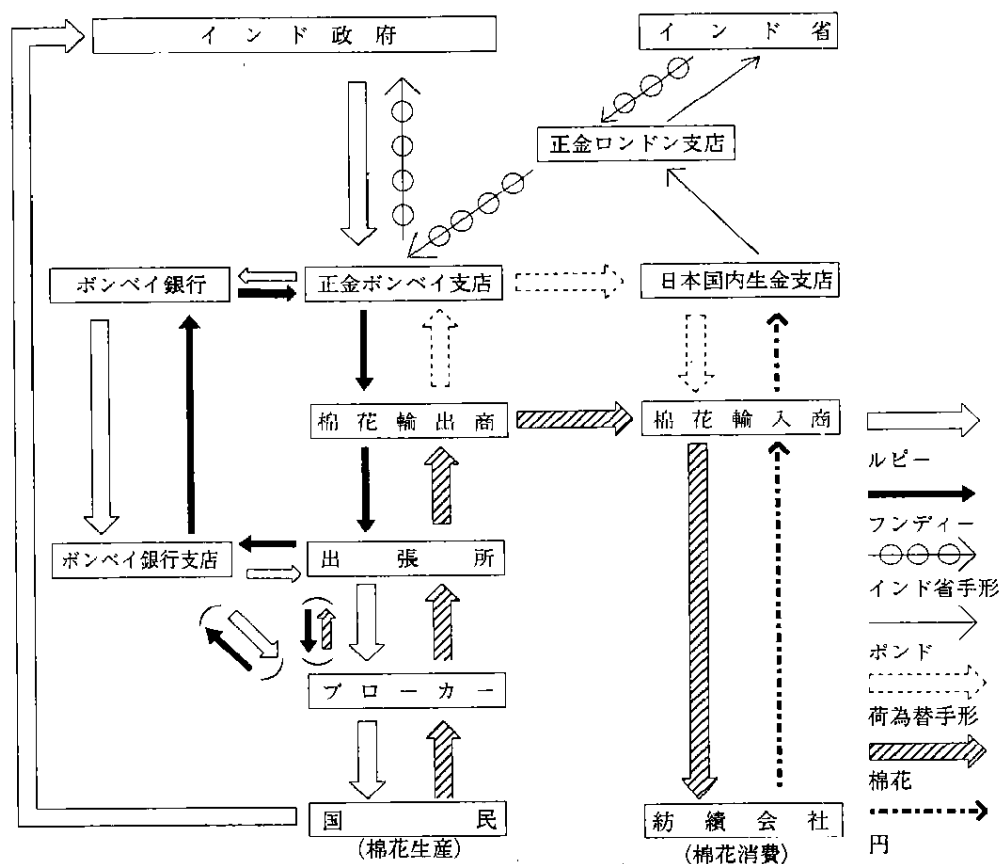 インド政府
インド省
正金ロンドン支店
ボンベイ銀行
正金ボンベイ支店
日本国内生金支店
棉花輸出商
棉花輸入商
ルピー
フンディー
ボンベイ銀行支店
出張所
インド省手形
ポンド
ブローカー
荷為替手形
棉花
国民
(棉花生産)
紡績会社
(棉花消費)
円